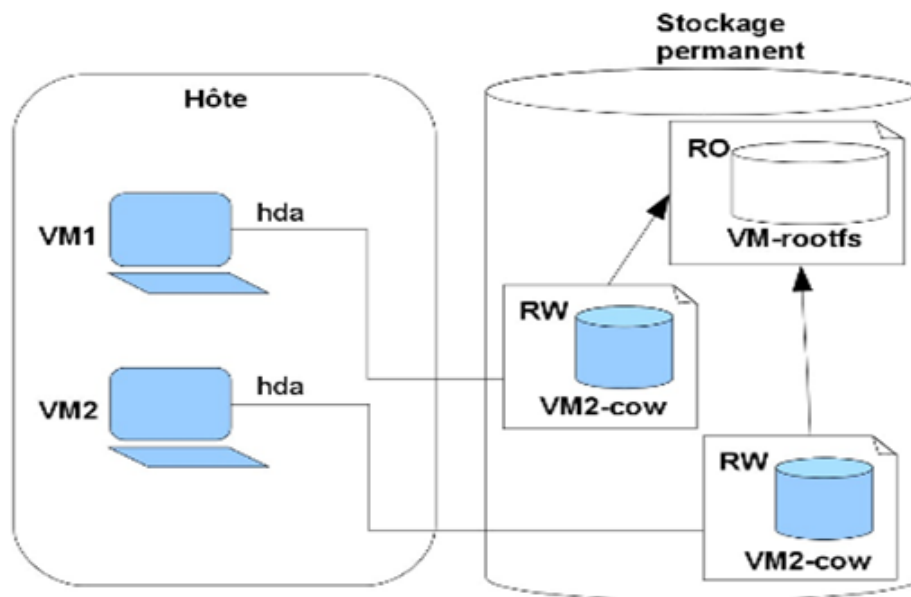 Stockage
permanent
Hôte
RO
VM-rootfs
hda
VM1
RW
VM2-cow
hda
VM2
RW
VM2-cow